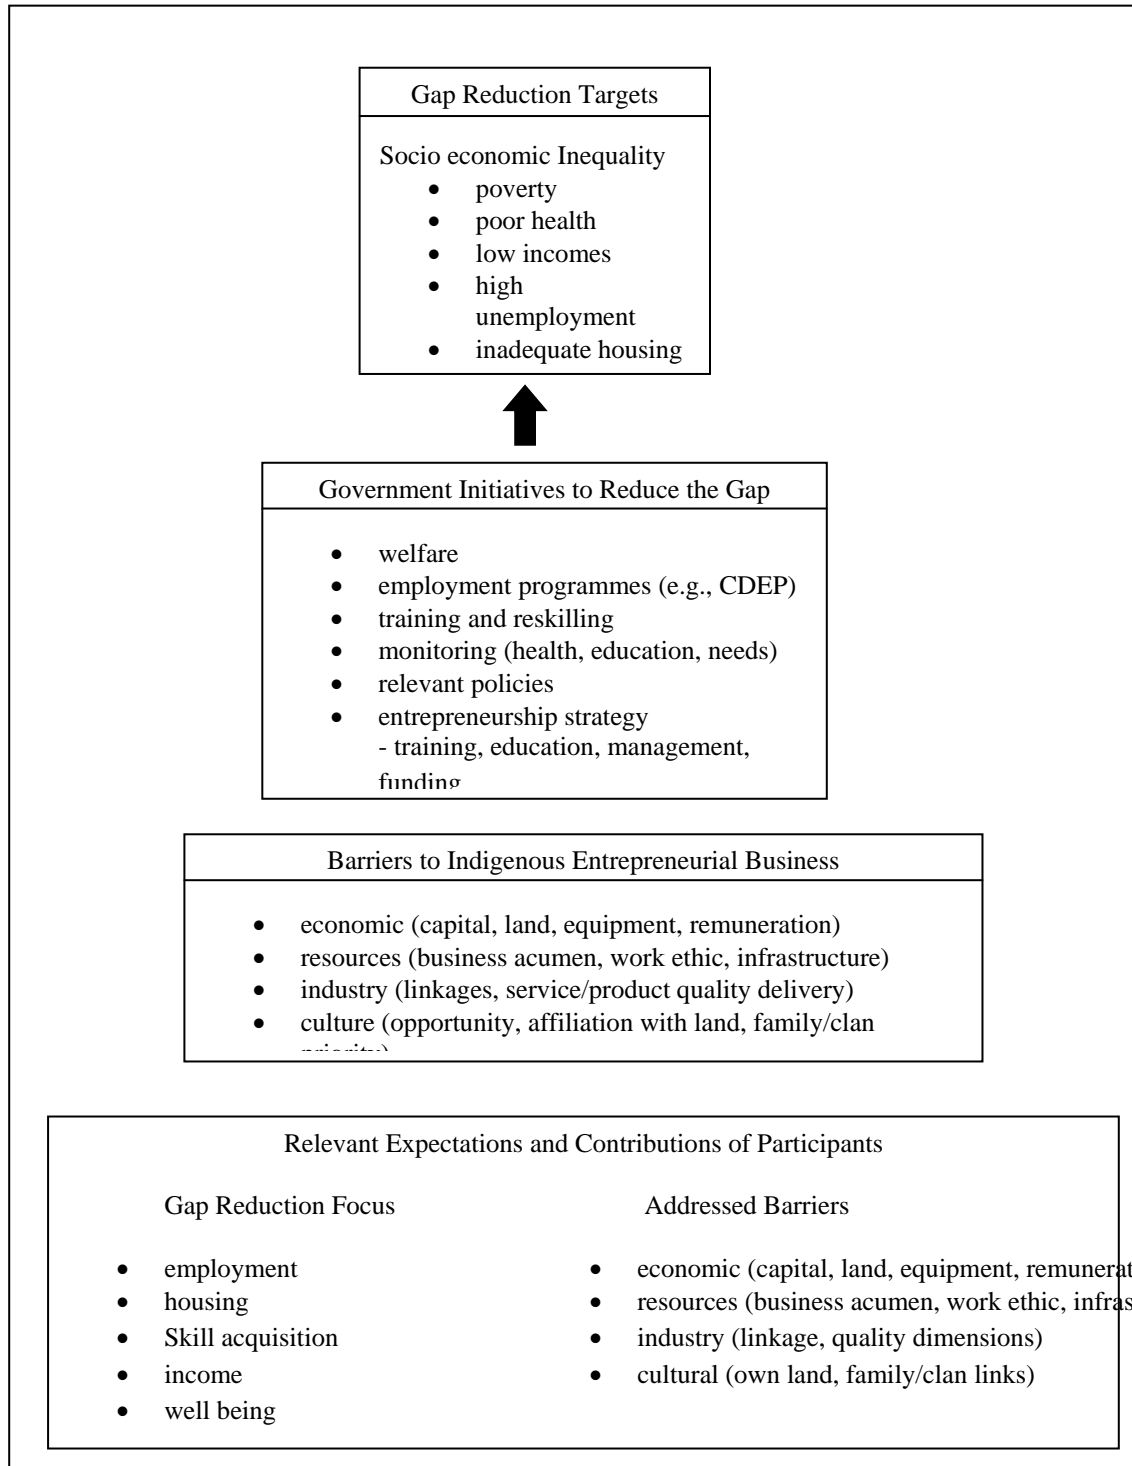 Gap Reduction Targets
Socio economic Inequality
• poverty
• poor health
• low incomes
• high
unemployment
• inadequate housing
Government Initiatives to Reduce the Gap
• welfare
• employment programmes (e.g., CDEP)
• training and reskilling
• monitoring (health, education, needs)
• relevant policies
• entrepreneurship strategy
- training, education, management,
funding
Barriers to Indigenous Entrepreneurial Business
• economic (capital, land, equipment, remuneration)
• resources (business acumen, work ethic, infrastructure)
• industry (linkages, service/product quality delivery)
• culture (opportunity, affiliation with land, family/clan
priority)
Relevant Expectations and Contributions of Participants
Gap Reduction Focus
• employment
• housing
• Skill acquisition
• income
• well being
Addressed Barriers
• economic (capital, land, equipment, remunerat
• resources (business acumen, work ethic, infras
• industry (linkage, quality dimensions)
• cultural (own land, family/clan links)